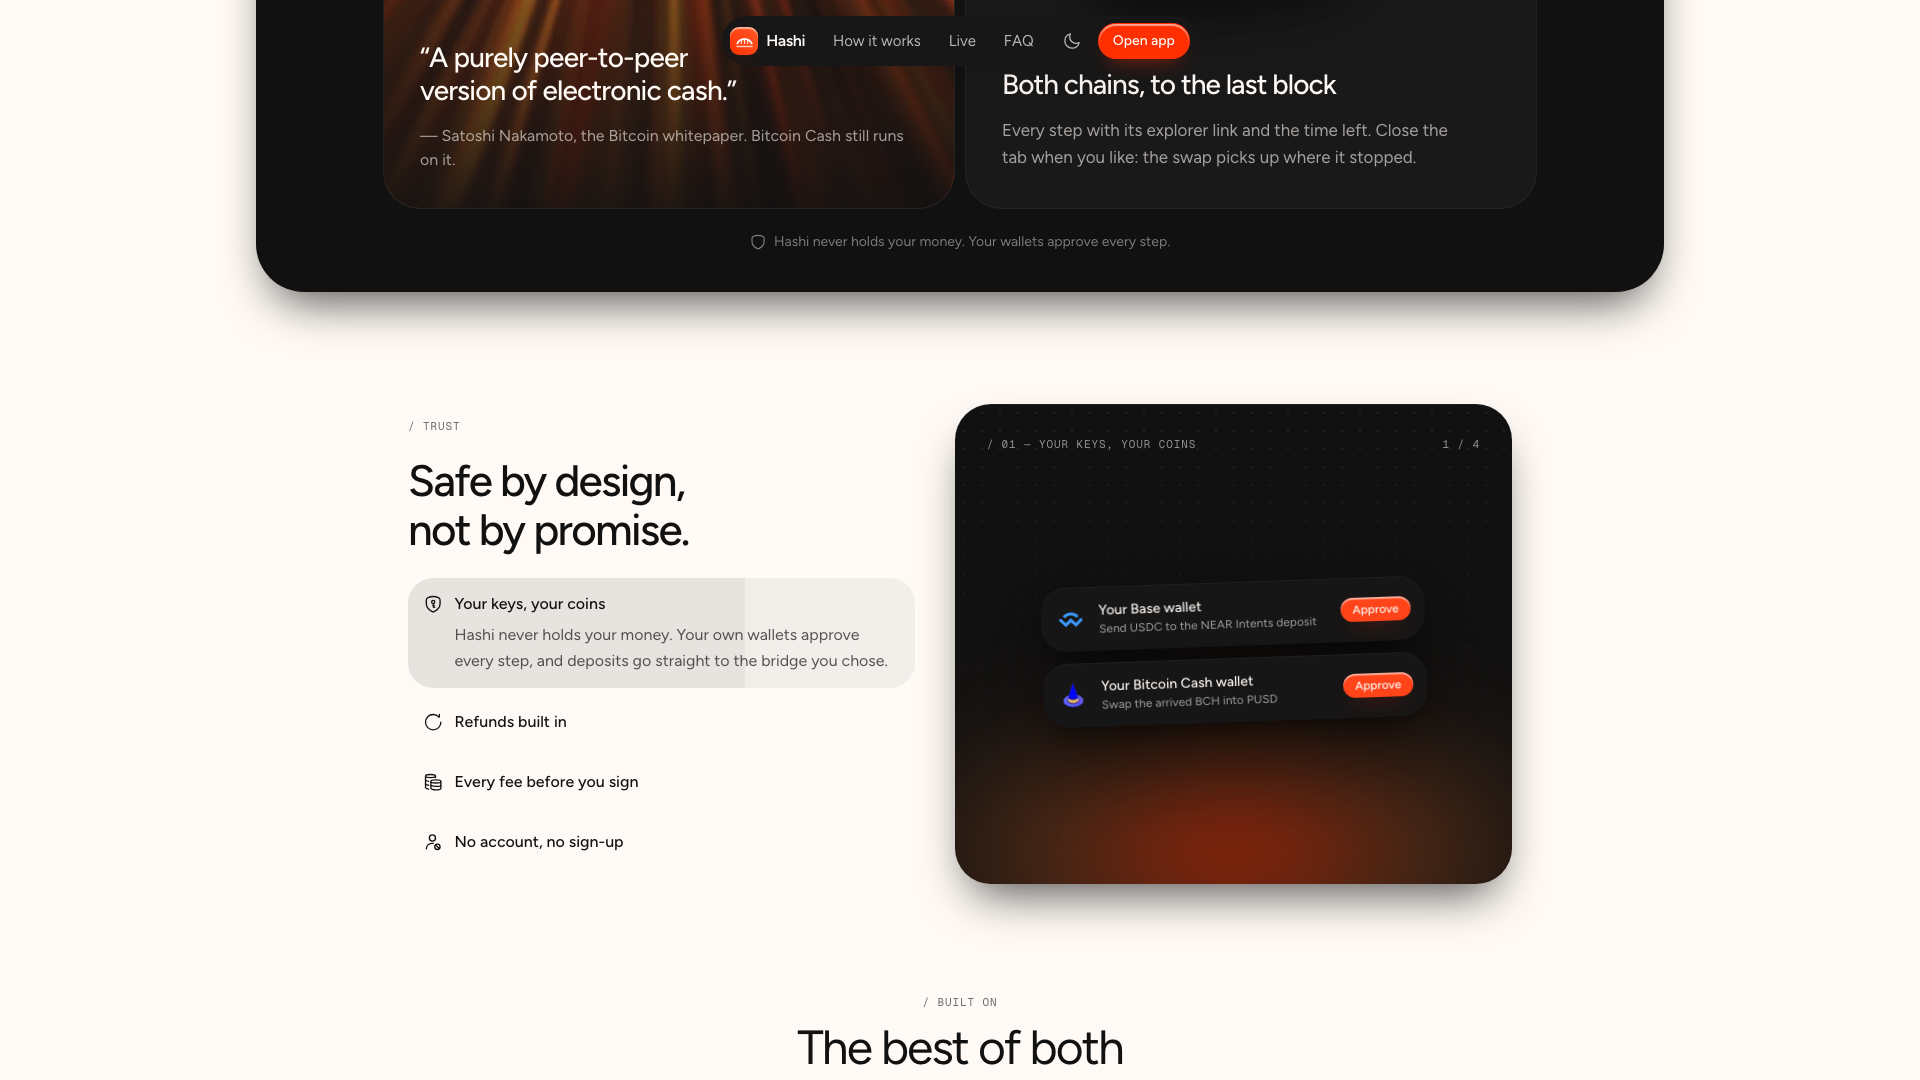 Hashi
How it works
Live
FAQ
Open app
“A purely peer-to-peer
version of electronic cash.”
— Satoshi Nakamoto, the Bitcoin whitepaper. Bitcoin Cash still runs
on it.
Both chains, to the last block
Every step with its explorer link and the time left. Close the
tab when you like: the swap picks up where it stopped.
Hashi never holds your money. Your wallets approve every step.
/ TRUST
Safe by design,
not by promise.
Your keys, your coins
Hashi never holds your money. Your own wallets approve
every step, and deposits go straight to the bridge you chose.
Refunds built in
Every fee before you sign
No account, no sign-up
/ 01 — YOUR KEYS, YOUR COINS
1 / 4
Your Base wallet
Send USDC to the NEAR Intents deposit
Approve
Your Bitcoin Cash wallet
Swap the arrived BCH into PUSD
Approve
/ BUILT ON
The best of both